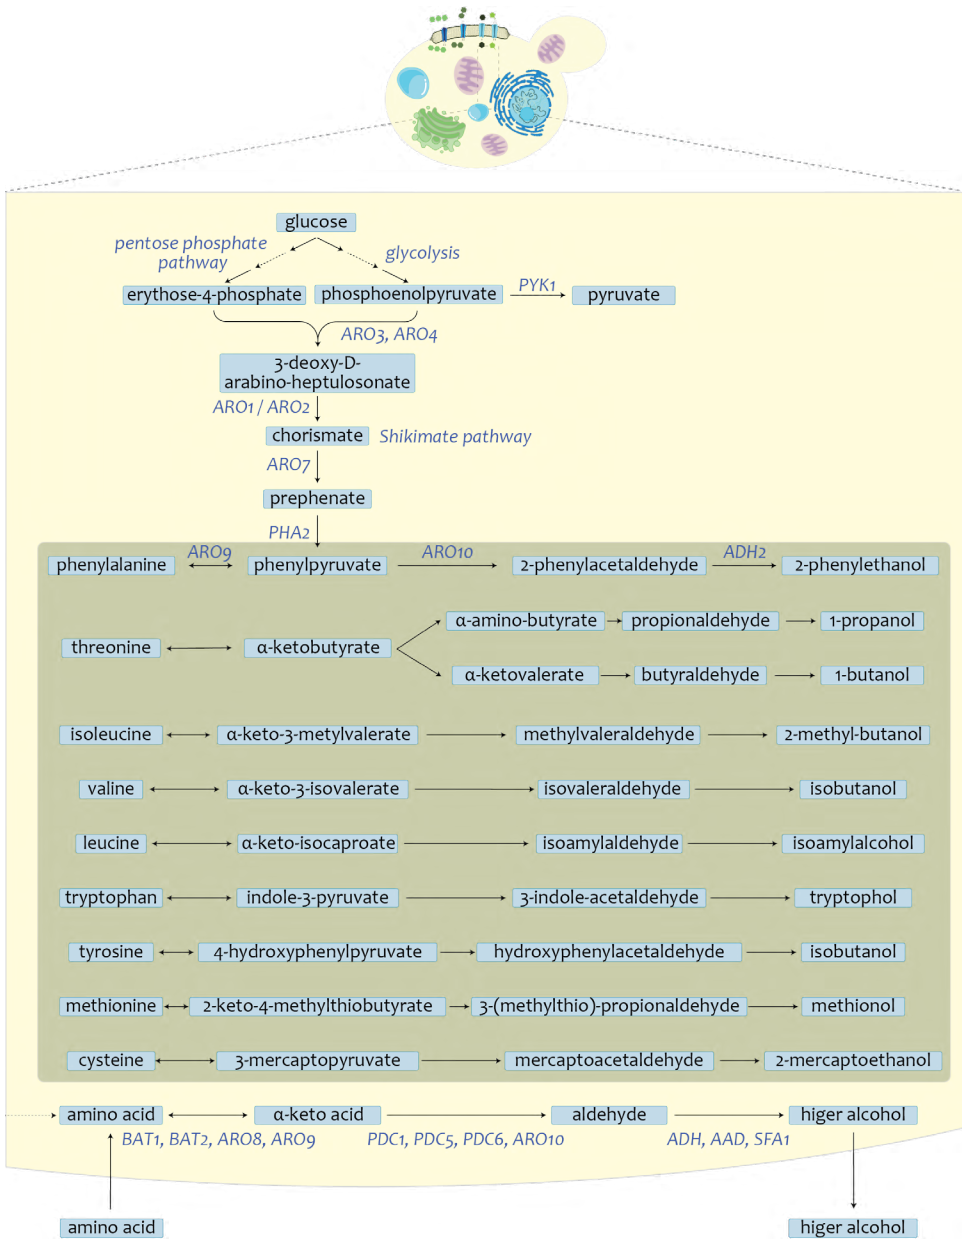 glucose
pentose phosphate
pathway
glycolysis
erythose-4-phosphate
phosphoenolpyruvate
PYK1
pyruvate
ARO3, ARO4
3-deoxy-D-
arabino-heptulosonate
ARO1 / ARO2
chorismate
Shikimate pathway
ARO7
prephenate
PHA2
phenylalanine
ARO9
phenylpyruvate
ARO10
2-phenylacetaldehyde
ADH2
2-phenylethanol
threonine
α-ketobutyrate
α-amino-butyrate
propionaldehyde
1-propanol
α-ketovalerate
butyraldehyde
1-butanol
isoleucine
α-keto-3-metylvalerate
methylvaleraldehyde
2-methyl-butanol
valine
α-keto-3-isovalerate
isovaleraldehyde
isobutanol
leucine
α-keto-isocaproate
isoamylaldehyde
isoamylalcohol
tryptophan
indole-3-pyruvate
3-indole-acetaldehyde
tryptophol
tyrosine
4-hydroxyphenylpyruvate
hydroxyphenylacetaldehyde
isobutanol
methionine
2-keto-4-methylthiobutyrate
3-(methylthio)-propionaldehyde
methionol
cysteine
3-mercaptopyruvate
mercaptoacetaldehyde
2-mercaptoethanol
amino acid
α-keto acid
aldehyde
higer alcohol
BAT1, BAT2, ARO8, ARO9
PDC1, PDC5, PDC6, ARO10
ADH, AAD, SFA1
amino acid
higer alcohol